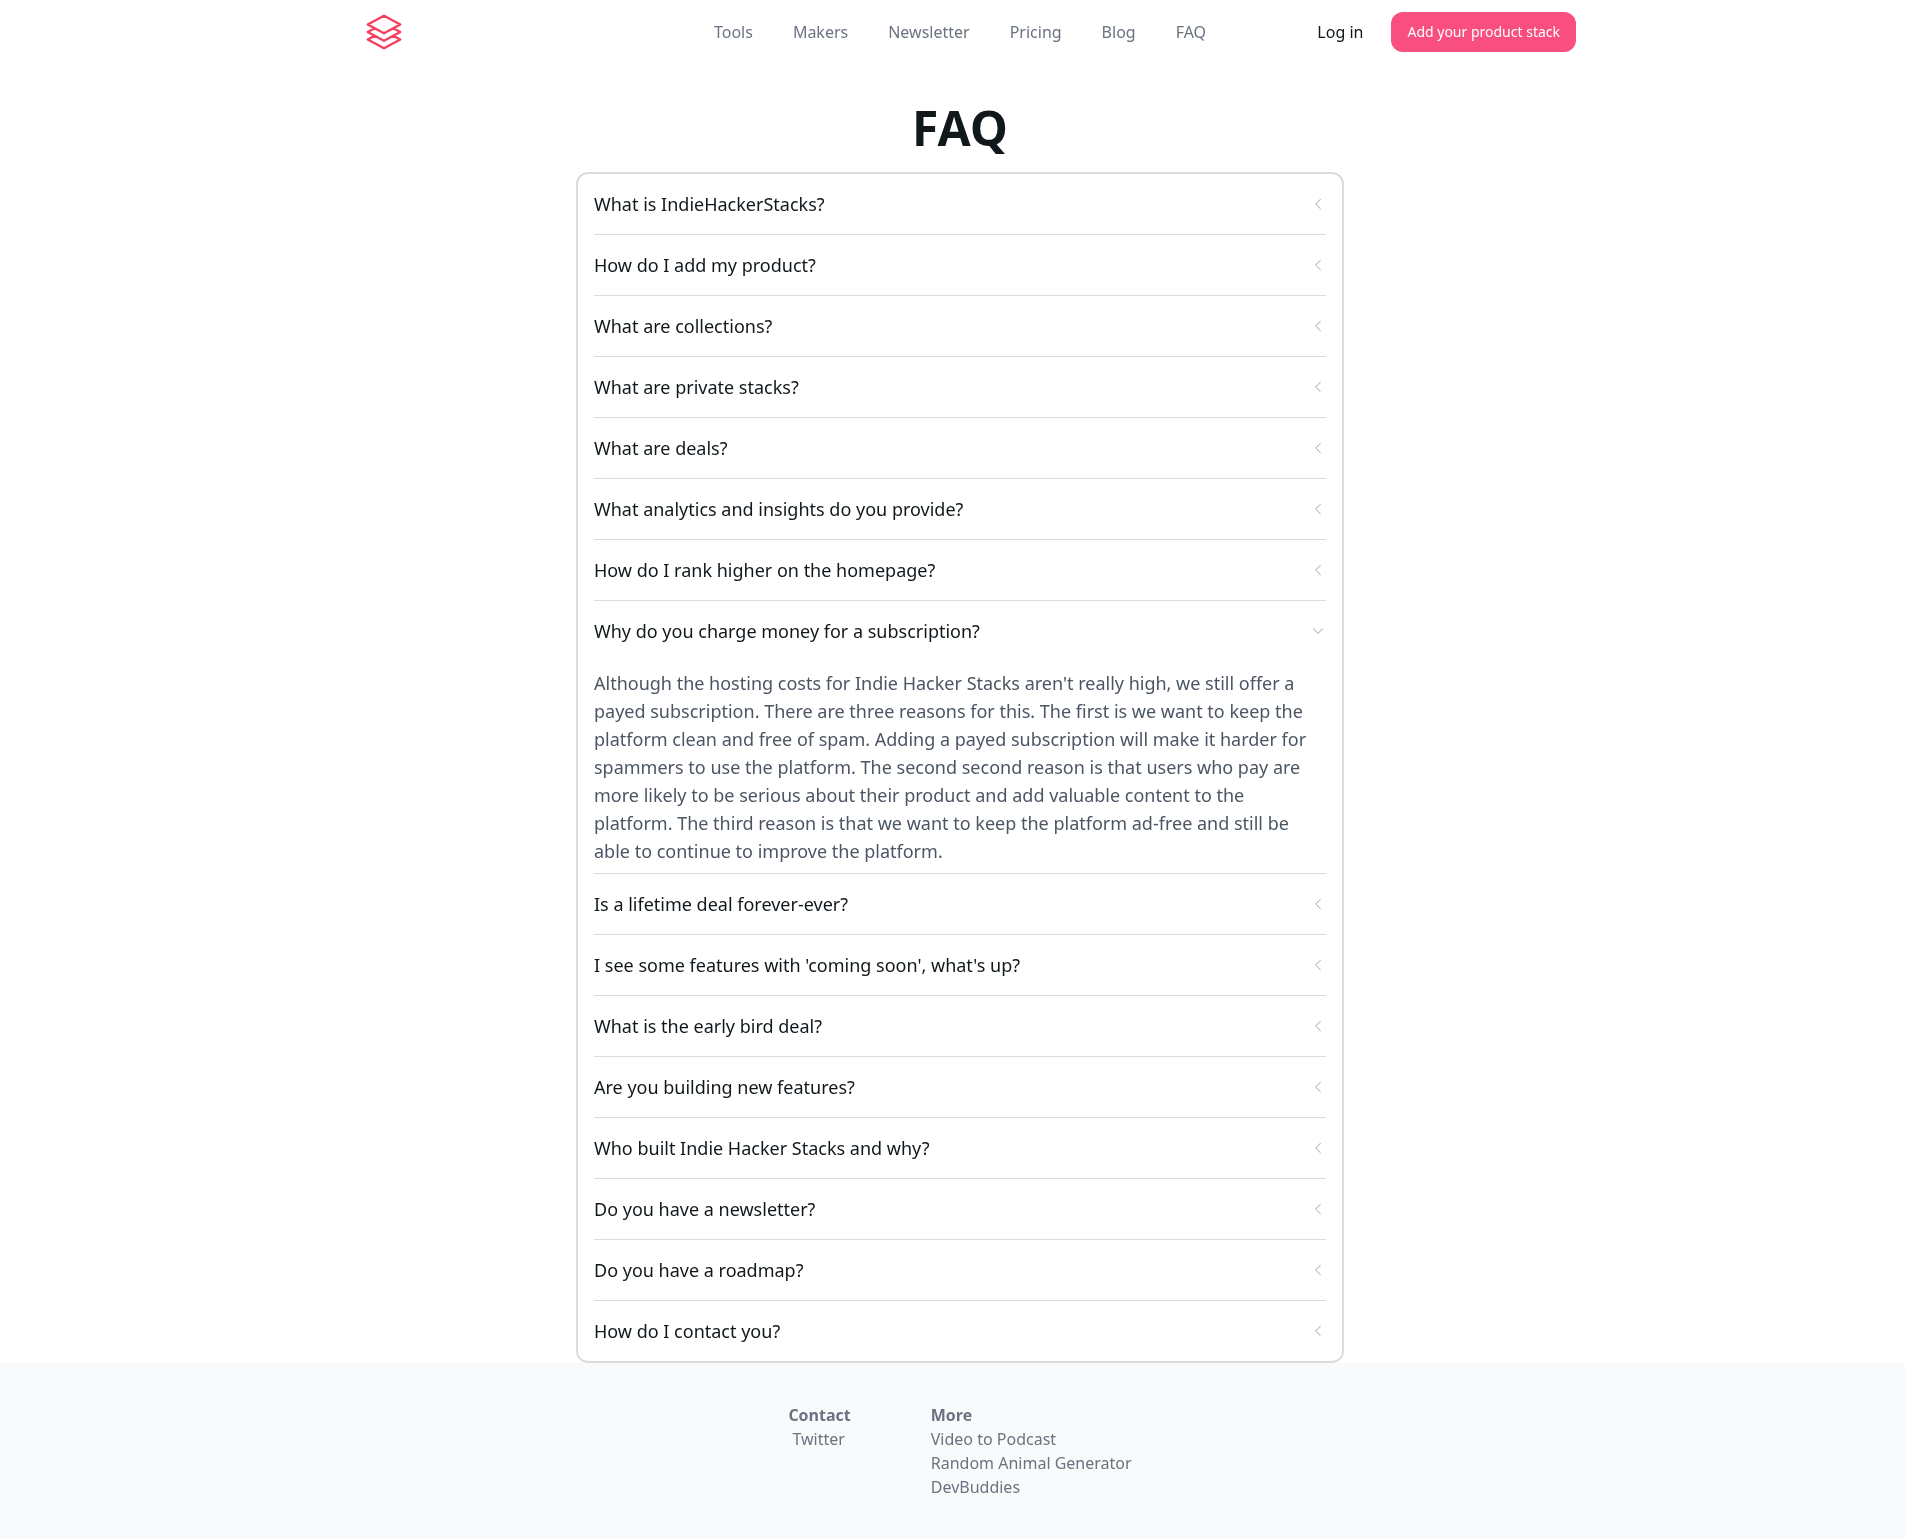 Tools Makers Newsletter Pricing Blog FAQ Log in Add your product stack
FAQ
What is IndieHackerStacks?
How do I add my product?
What are collections?
What are private stacks?
What are deals?
What analytics and insights do you provide?
How do I rank higher on the homepage?
Why do you charge money for a subscription?
Although the hosting costs for Indie Hacker Stacks aren't really high, we still offer a
payed subscription. There are three reasons for this. The first is we want to keep the
platform clean and free of spam. Adding a payed subscription will make it harder for
spammers to use the platform. The second second reason is that users who pay are
more likely to be serious about their product and add valuable content to the
platform. The third reason is that we want to keep the platform ad-free and still be
able to continue to improve the platform.
Is a lifetime deal forever-ever?
I see some features with 'coming soon', what's up?
What is the early bird deal?
Are you building new features?
Who built Indie Hacker Stacks and why?
Do you have a newsletter?
Do you have a roadmap?
How do I contact you?
Contact
Twitter
More
Video to Podcast
Random Animal Generator
DevBuddies